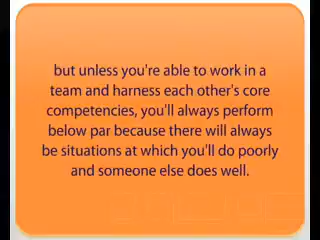 but unless you're able to work in a
team and harness each other's core
competencies, you'll always perform
below par because there will always
be situations at which you'll do poorly
and someone else does well.